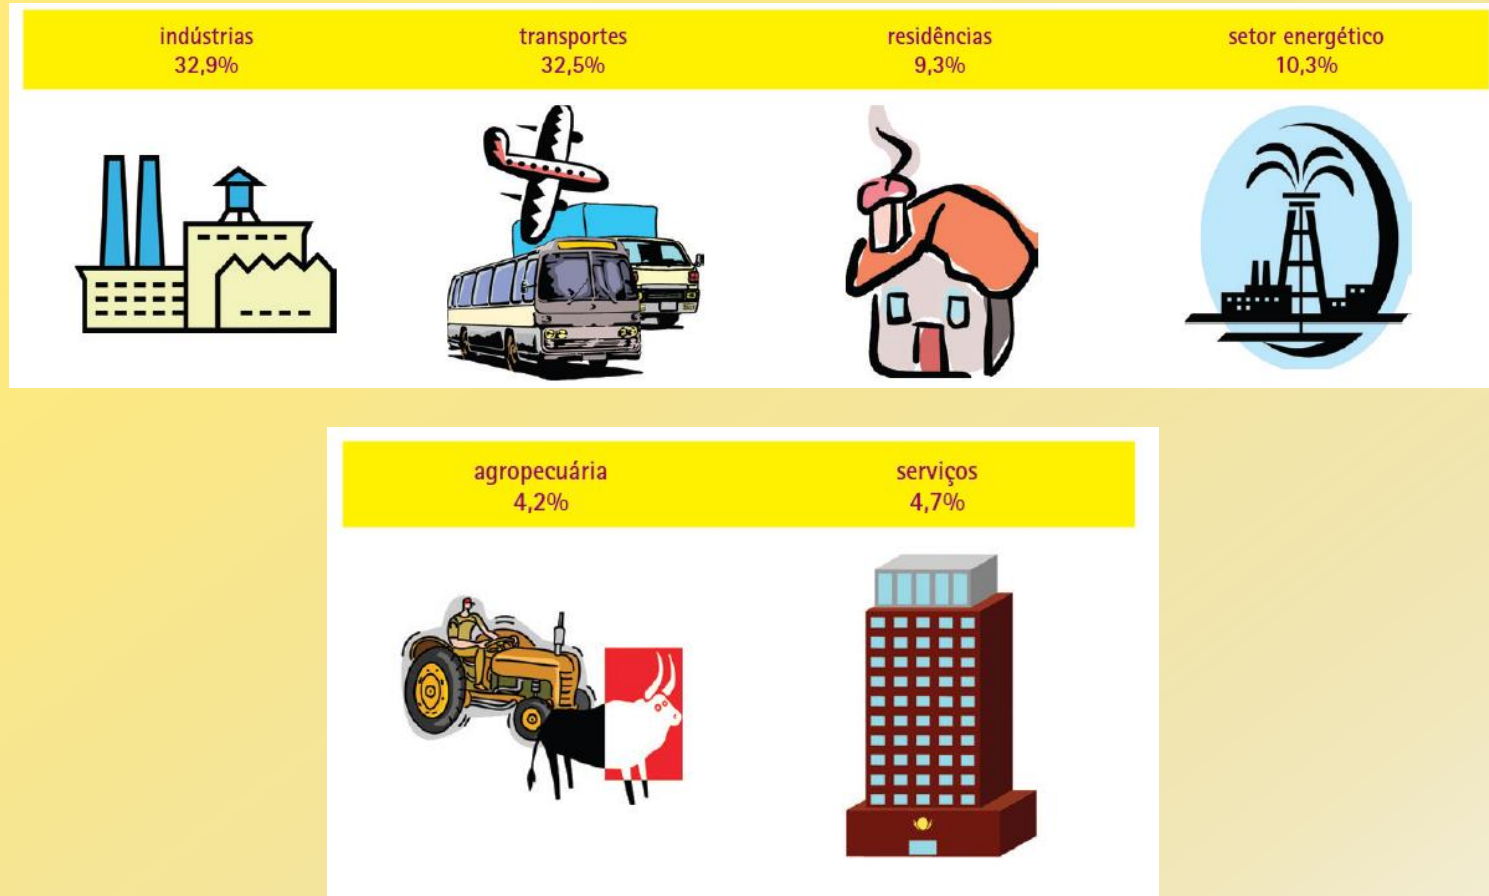 indústrias
32,9%
transportes
32,5%
residências
9,3%
setor energético
10,3%
agropecuária
4,2%
serviços
4,7%